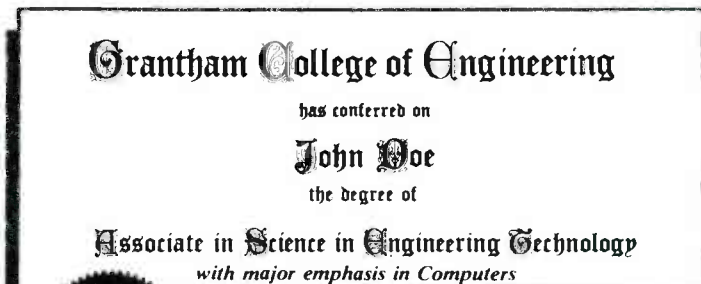 Grantham College of Engineering
has conferred on
John Doe
the degree of
Associate in Science in Engineering Technology
with major emphasis in Computers